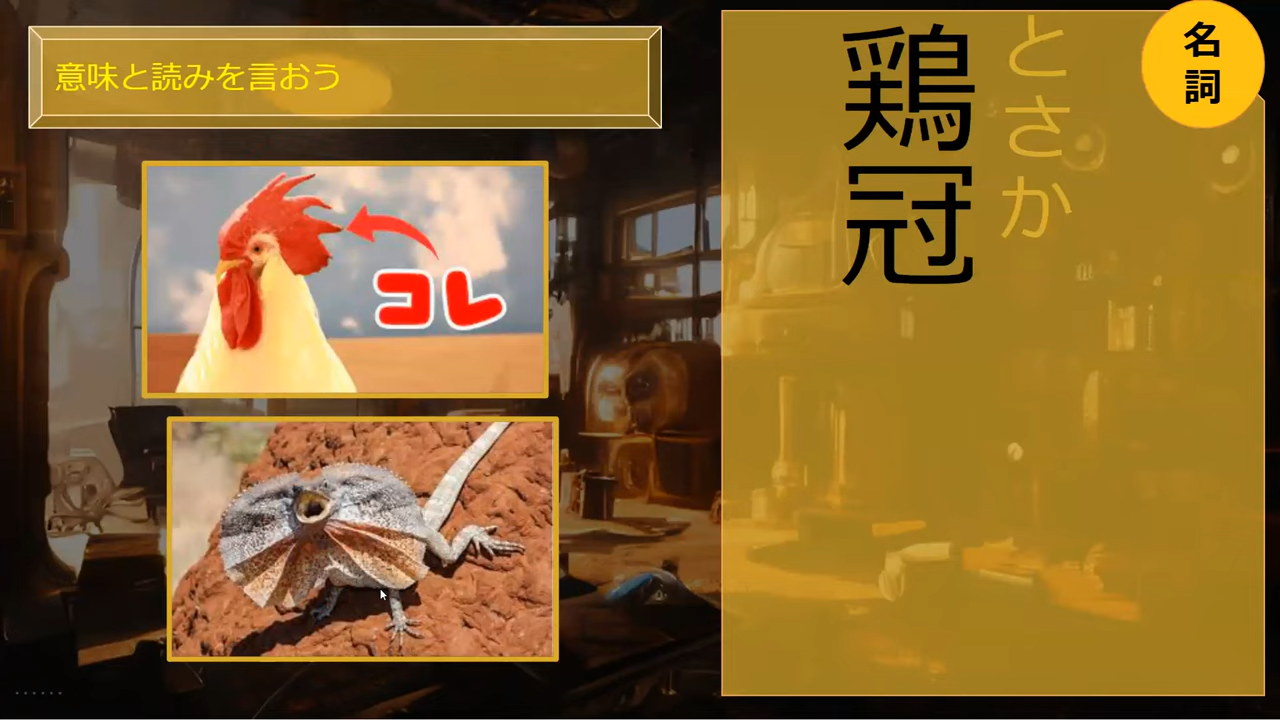 意味と読みを言おう
コレ
名詞
とさか
鶏冠